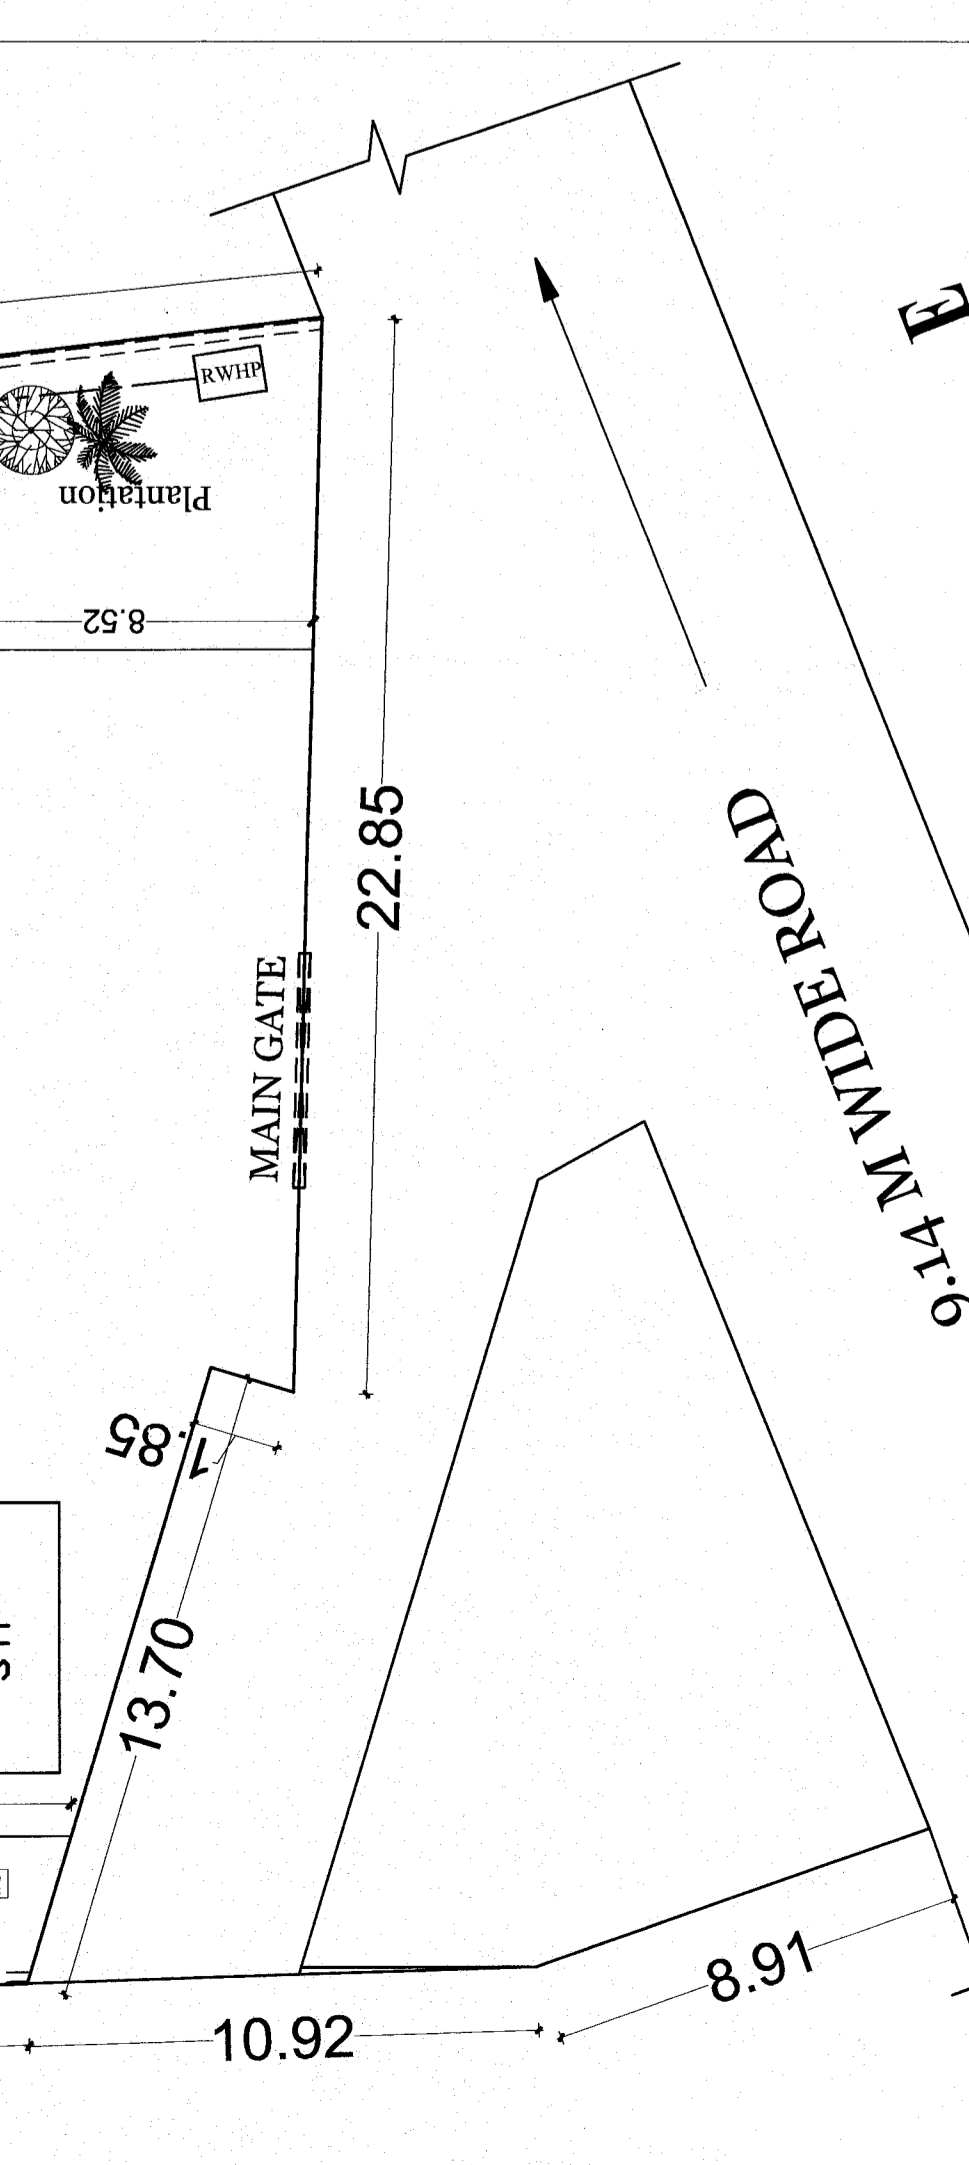 E
RWHP
Plantation
8.52
22.85
MAIN GATE
9.14 M WIDE ROAD
1.85
13.70
8.91
10.92